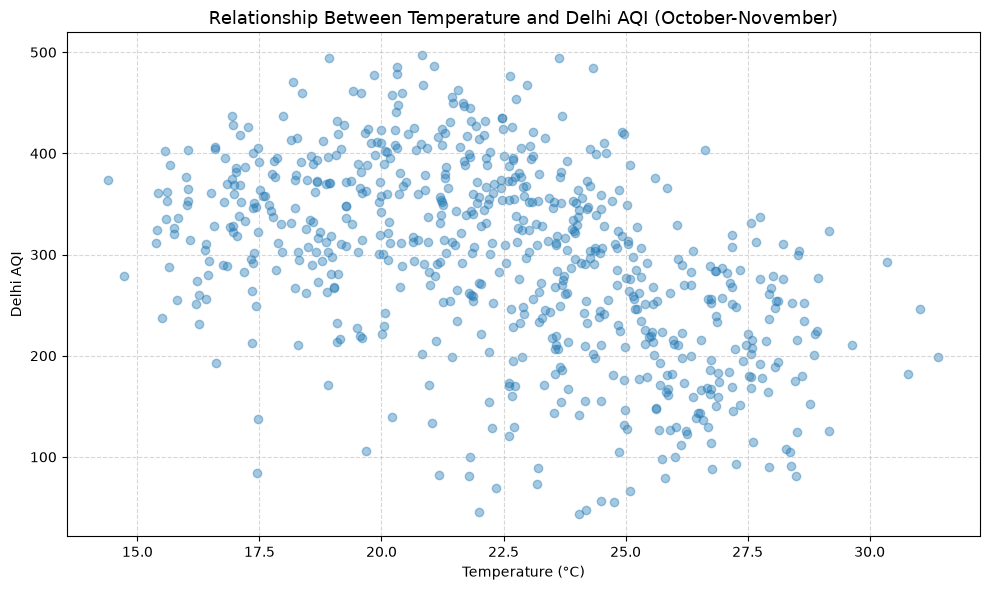 Relationship Between Temperature and Delhi AQI (October-November)
500
400
300
200
100
Delhi AQI
15.0 17.5 20.0 22.5 25.0 27.5 30.0
Temperature (°C)